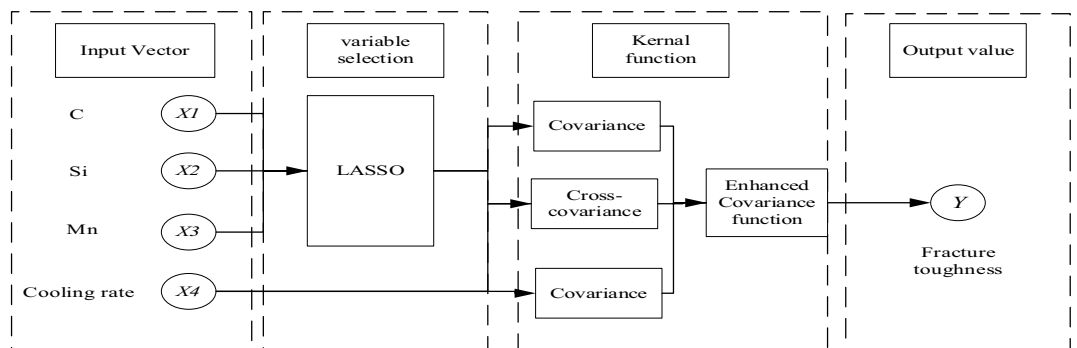 Input Vector
variable
selection
Kernal
function
Output value
C
X1
Si
X2
Mn
X3
Cooling rate
X4
LASSO
Covariance
Cross-
covariance
Covariance
Enhanced
Covariance
function
Y
Fracture
toughness